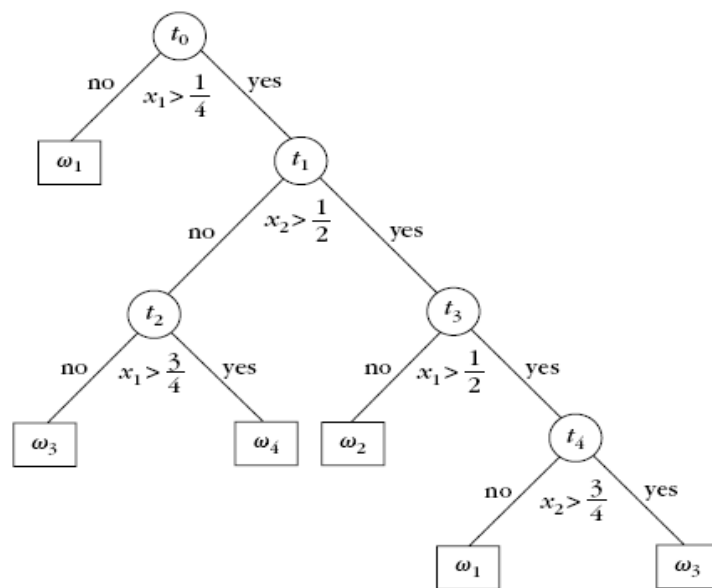 t₀
no
x₁ > 1/4
yes
ω₁
t₁
no
x₂ > 1/2
yes
t₂
t₃
no
x₁ > 3/4
yes
no
x₁ > 1/2
yes
ω₃
ω₄
ω₂
t₄
no
x₂ > 3/4
yes
ω₁
ω₃